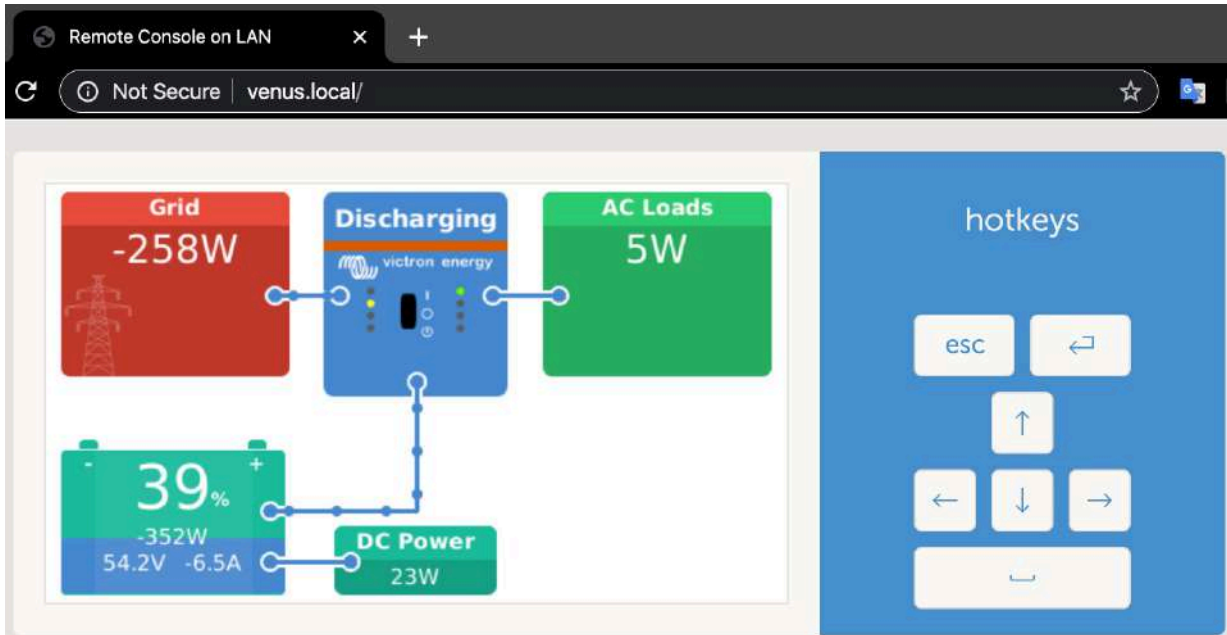 Remote Console on LAN
Not Secure venus.local/
Grid
-258W
Discharging
victron energy
AC Loads
5W
hotkeys
esc
- +
39%
-352W
54.2V -6.5A
DC Power
23W